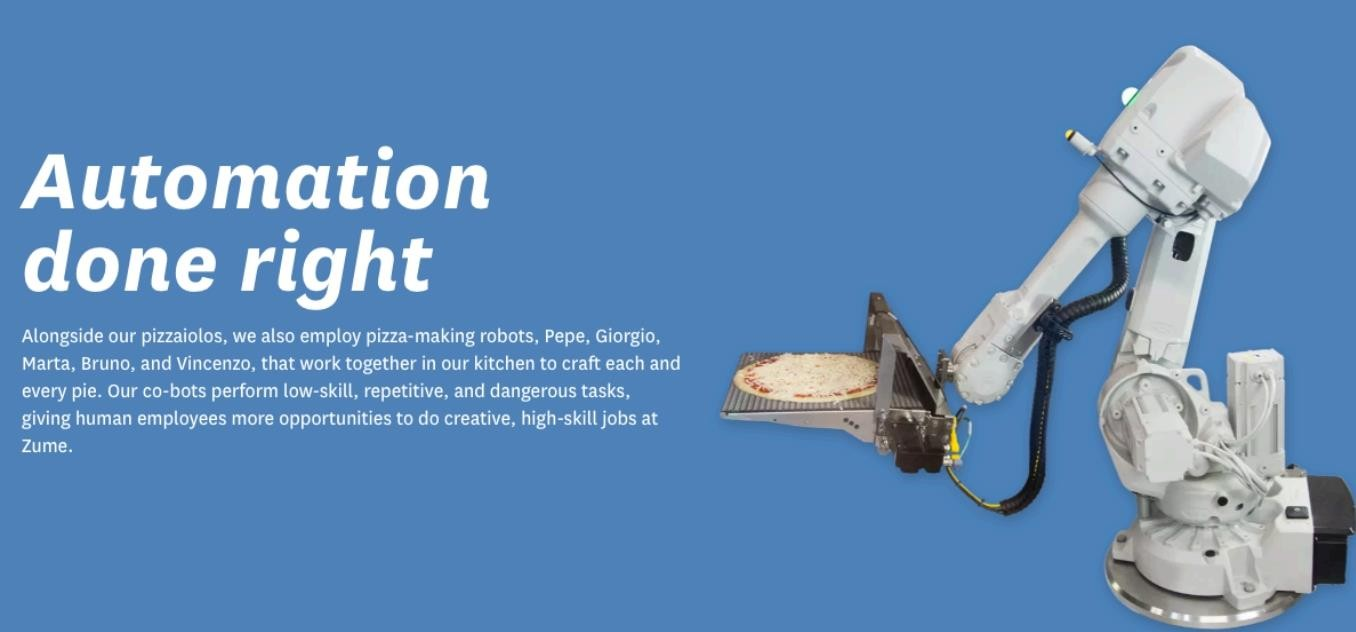 Automation
done right
Alongside our pizzaiolos, we also employ pizza-making robots, Pepe, Giorgio,
Marta, Bruno, and Vincenzo, that work together in our kitchen to craft each and
every pie. Our co-bots perform low-skill, repetitive, and dangerous tasks,
giving human employees more opportunities to do creative, high-skill jobs at
Zume.